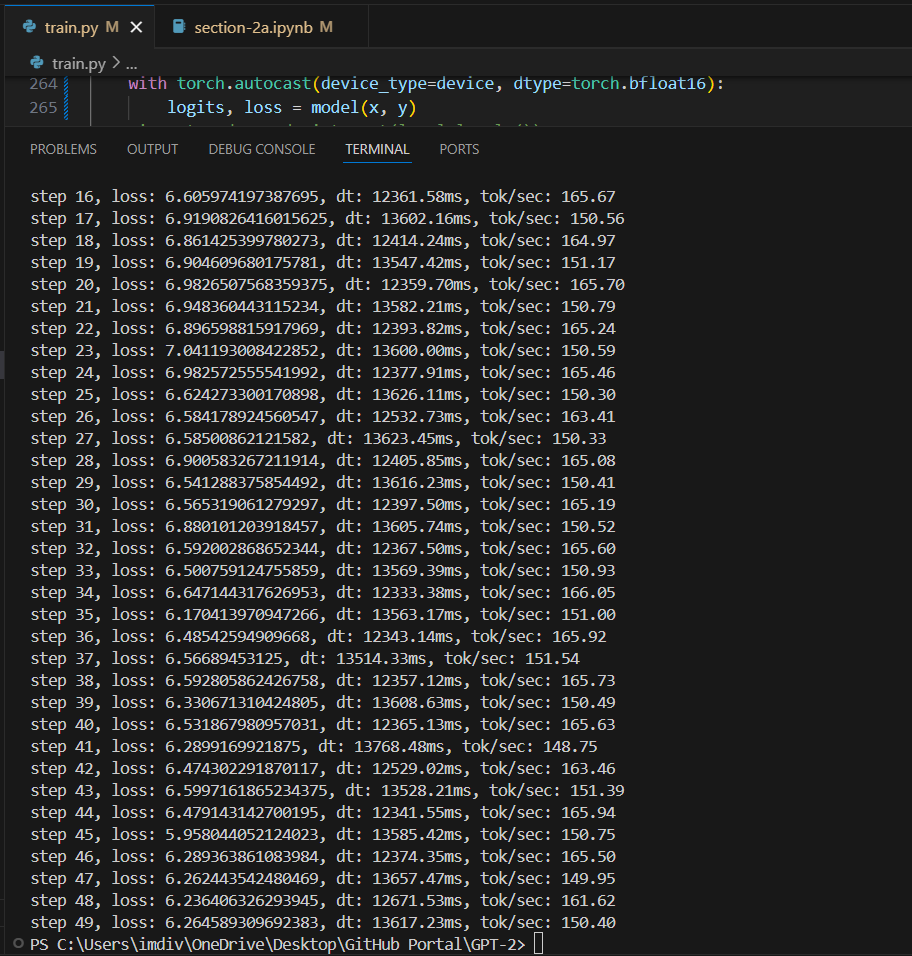 train.py M
section-2a.ipynb M
train.py > ...
264 with torch.autocast(device_type=device, dtype=torch.bfloat16):
265 logits, loss = model(x, y)
PROBLEMS OUTPUT DEBUG CONSOLE TERMINAL PORTS
step 16, loss: 6.605974197387695, dt: 12361.58ms, tok/sec: 165.67
step 17, loss: 6.9190826416015625, dt: 13602.16ms, tok/sec: 150.56
step 18, loss: 6.861425399780273, dt: 12414.24ms, tok/sec: 164.97
step 19, loss: 6.904609680175781, dt: 13547.42ms, tok/sec: 151.17
step 20, loss: 6.9826507568359375, dt: 12359.70ms, tok/sec: 165.70
step 21, loss: 6.948360443115234, dt: 13582.21ms, tok/sec: 150.79
step 22, loss: 6.896598815917969, dt: 12393.82ms, tok/sec: 165.24
step 23, loss: 7.041193008422852, dt: 13600.00ms, tok/sec: 150.59
step 24, loss: 6.982572555541992, dt: 12377.91ms, tok/sec: 165.46
step 25, loss: 6.624273300170898, dt: 13626.11ms, tok/sec: 150.30
step 26, loss: 6.584178924560547, dt: 12532.73ms, tok/sec: 163.41
step 27, loss: 6.58500862121582, dt: 13623.45ms, tok/sec: 150.33
step 28, loss: 6.900583267211914, dt: 12405.85ms, tok/sec: 165.08
step 29, loss: 6.541288375854492, dt: 13616.23ms, tok/sec: 150.41
step 30, loss: 6.565319061279297, dt: 12397.50ms, tok/sec: 165.19
step 31, loss: 6.880101203918457, dt: 13605.74ms, tok/sec: 150.52
step 32, loss: 6.592002868652344, dt: 12367.50ms, tok/sec: 165.60
step 33, loss: 6.500759124755859, dt: 13569.39ms, tok/sec: 150.93
step 34, loss: 6.647144317626953, dt: 12333.38ms, tok/sec: 166.05
step 35, loss: 6.170413970947266, dt: 13563.17ms, tok/sec: 151.00
step 36, loss: 6.48542594909668, dt: 12343.14ms, tok/sec: 165.92
step 37, loss: 6.56689453125, dt: 13514.33ms, tok/sec: 151.54
step 38, loss: 6.592805862426758, dt: 12357.12ms, tok/sec: 165.73
step 39, loss: 6.330671310424805, dt: 13608.63ms, tok/sec: 150.49
step 40, loss: 6.531867980957031, dt: 12365.13ms, tok/sec: 165.63
step 41, loss: 6.2899169921875, dt: 13768.48ms, tok/sec: 148.75
step 42, loss: 6.474302291870117, dt: 12529.02ms, tok/sec: 163.46
step 43, loss: 6.5997161865234375, dt: 13528.21ms, tok/sec: 151.39
step 44, loss: 6.479143142700195, dt: 12341.55ms, tok/sec: 165.94
step 45, loss: 5.958044052124023, dt: 13585.42ms, tok/sec: 150.75
step 46, loss: 6.289363861083984, dt: 12374.35ms, tok/sec: 165.50
step 47, loss: 6.262443542480469, dt: 13657.47ms, tok/sec: 149.95
step 48, loss: 6.236406326293945, dt: 12671.53ms, tok/sec: 161.62
step 49, loss: 6.264589309692383, dt: 13617.23ms, tok/sec: 150.40
PS C:\Users\imdiv\OneDrive\Desktop\GitHub Portal\GPT-2>